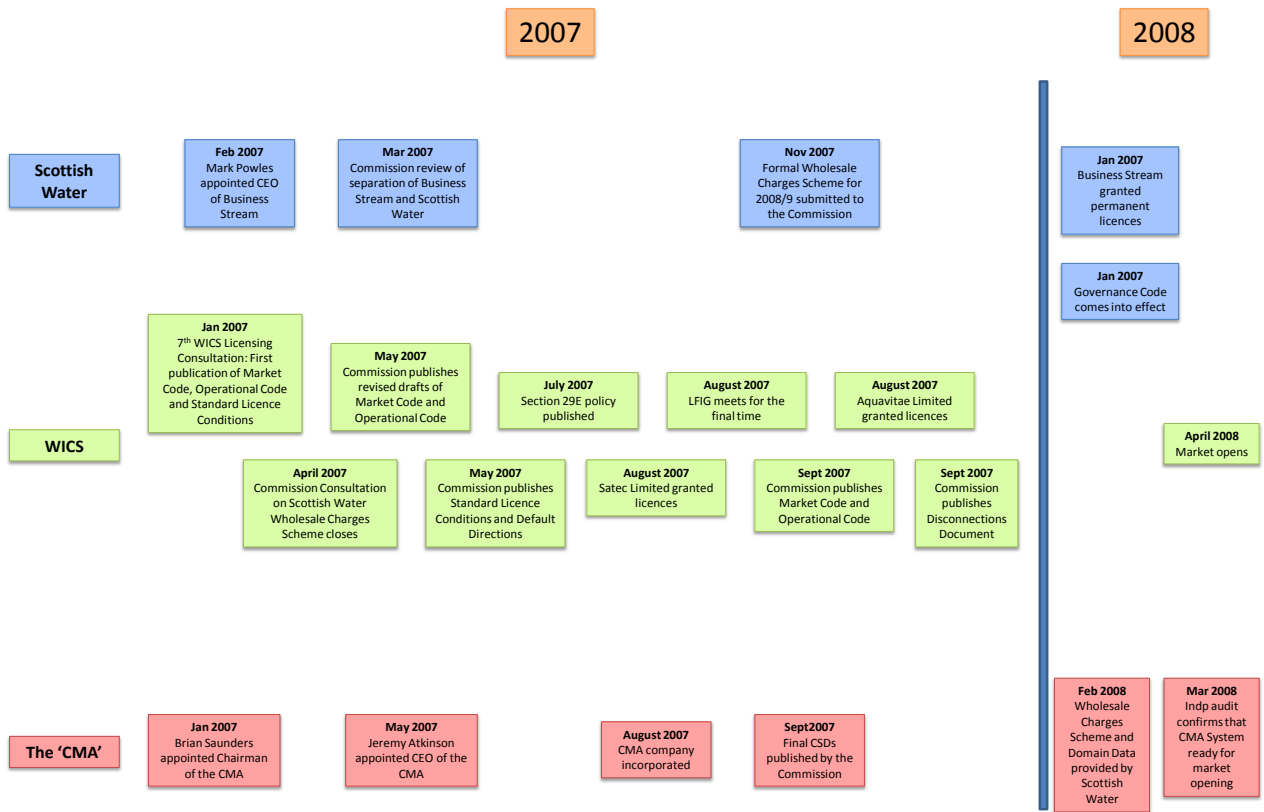 2007
2008
Scottish
Water
Feb 2007
Mark Powles
appointed CEO
of Business
Stream
Mar 2007
Commission review of
separation of Business
Stream and Scottish
Water
Nov 2007
Formal Wholesale
Charges Scheme for
2008/9 submitted to
the Commission
Jan 2007
Business Stream
granted
permanent
licences
Jan 2007
Governance Code
comes into effect
WICS
Jan 2007
7th WICS Licensing
Consultation: First
publication of Market
Code, Operational Code
and Standard Licence
Conditions
May 2007
Commission publishes
revised drafts of
Market Code and
Operational Code
July 2007
Section 29E policy
published
August 2007
LFIG meets for the
final time
August 2007
Aquavitae Limited
granted licences
April 2008
Market opens
April 2007
Commission Consultation
on Scottish Water
Wholesale Charges
Scheme closes
May 2007
Commission publishes
Standard Licence
Conditions and Default
Directions
August 2007
Satec Limited granted
licences
Sept 2007
Commission publishes
Market Code and
Operational Code
Sept 2007
Commission
publishes
Disconnections
Document
The ‘CMA’
Jan 2007
Brian Saunders
appointed Chairman
of the CMA
May 2007
Jeremy Atkinson
appointed CEO of the
CMA
August 2007
CMA company
incorporated
Sept2007
Final CSDs
published by the
Commission
Feb 2008
Wholesale
Charges
Scheme and
Domain Data
provided by
Scottish
Water
Mar 2008
Indp audit
confirms that
CMA System
ready for
market
opening